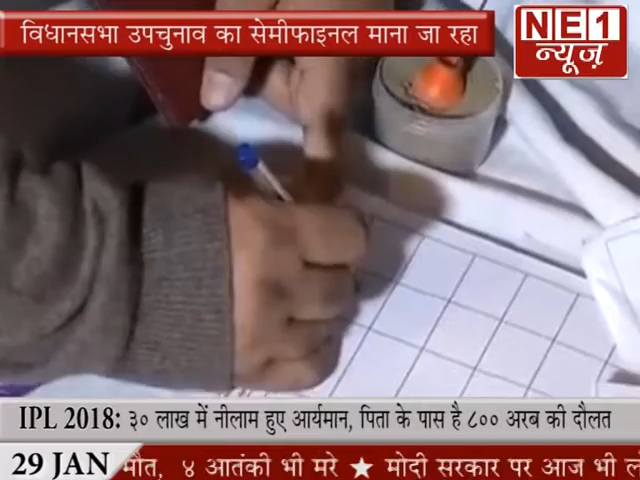 विधानसभा उपचुनाव का सेमीफाइनल माना जा रहा
NE1
न्यूज़
IPL 2018: ३० लाख में नीलाम हुए आर्यमान, पिता के पास है ८०० अरब की दौलत
29 JAN
मौत, ४ आतंकी भी मरे ★ मोदी सरकार पर आज भी